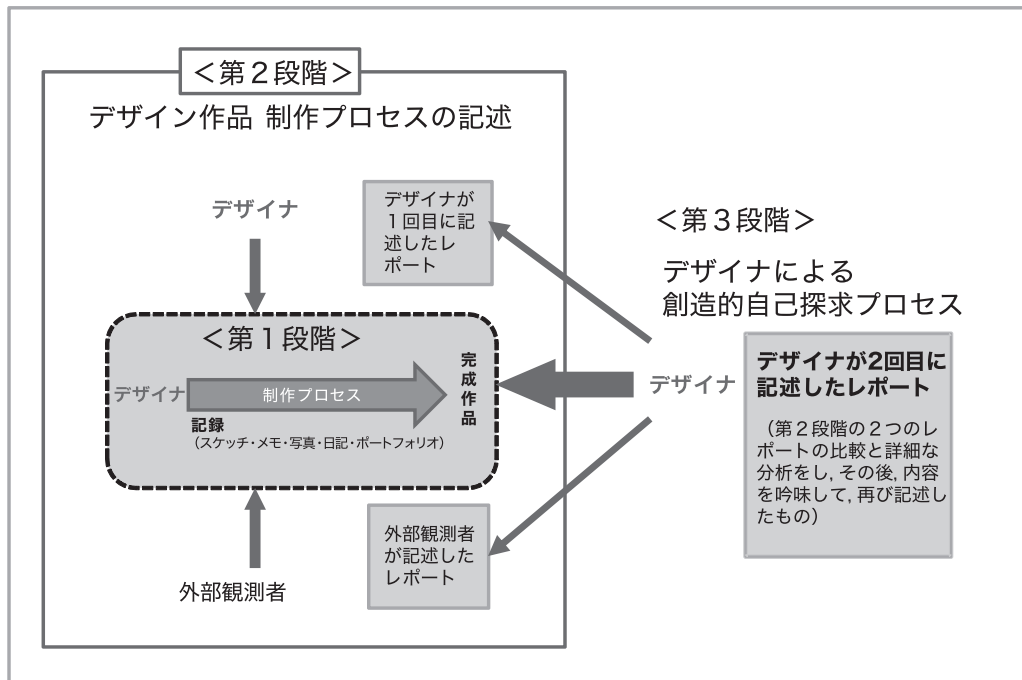 ＜第２段階＞
デザイン作品 制作プロセスの記述
デザイナ
デザイナが
１回目に記
述したレ
ポート
＜第１段階＞
デザイナ
制作プロセス
完成作品
記録
（スケッチ・メモ・写真・日記・ポートフォリオ）
外部観測者
外部観測者
が記述した
レポート
＜第３段階＞
デザイナによる
創造的自己探求プロセス
デザイナ
デザイナが2回目に
記述したレポート
（第２段階の２つのレ
ポートの比較と詳細な
分析をし, その後, 内容
を吟味して, 再び記述し
たもの）